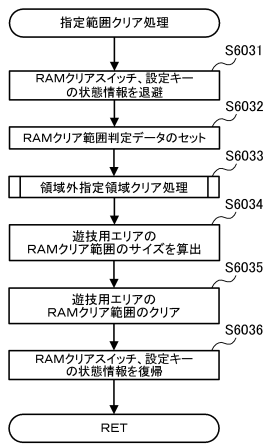 指定範囲クリア処理
S6031
RAMクリアスイッチ、設定キー
の状態情報を退避
S6032
RAMクリア範囲判定データのセット
S6033
領域外指定領域クリア処理
S6034
遊技用エリアの
RAMクリア範囲のサイズを算出
S6035
遊技用エリアの
RAMクリア範囲のクリア
S6036
RAMクリアスイッチ、設定キー
の状態情報を復帰
RET